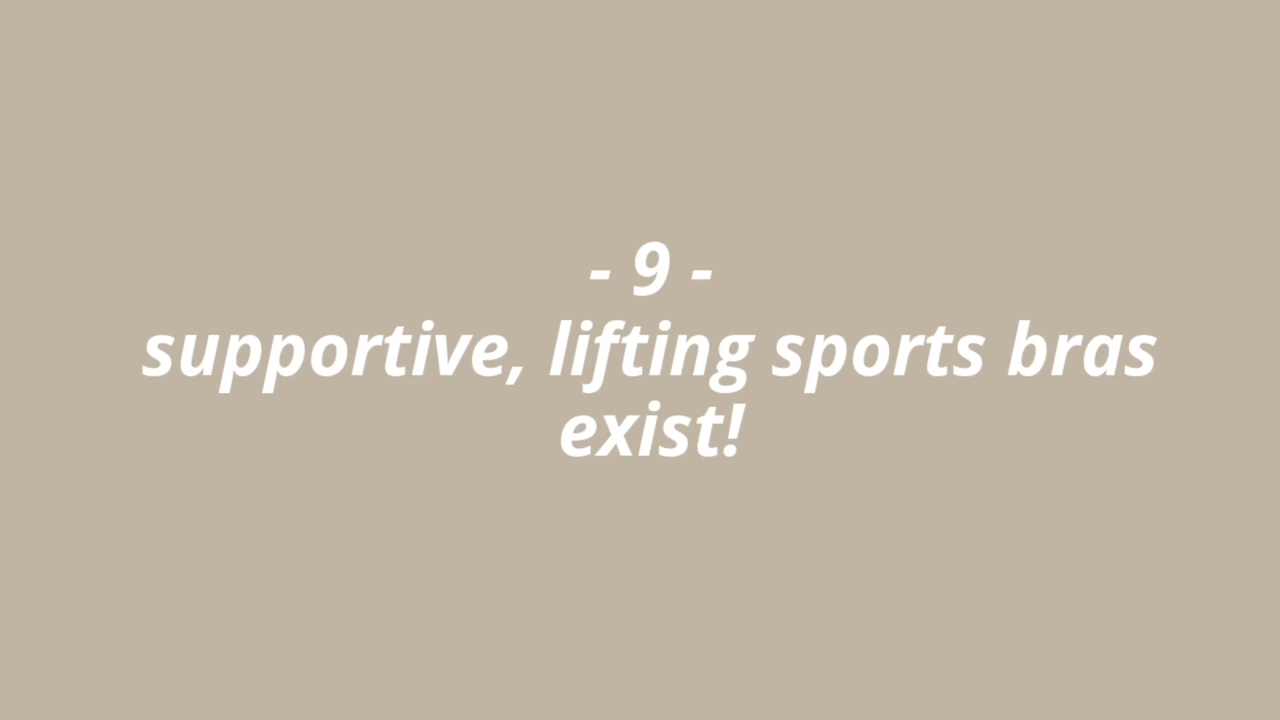 - 9 -
supportive, lifting sports bras
exist!